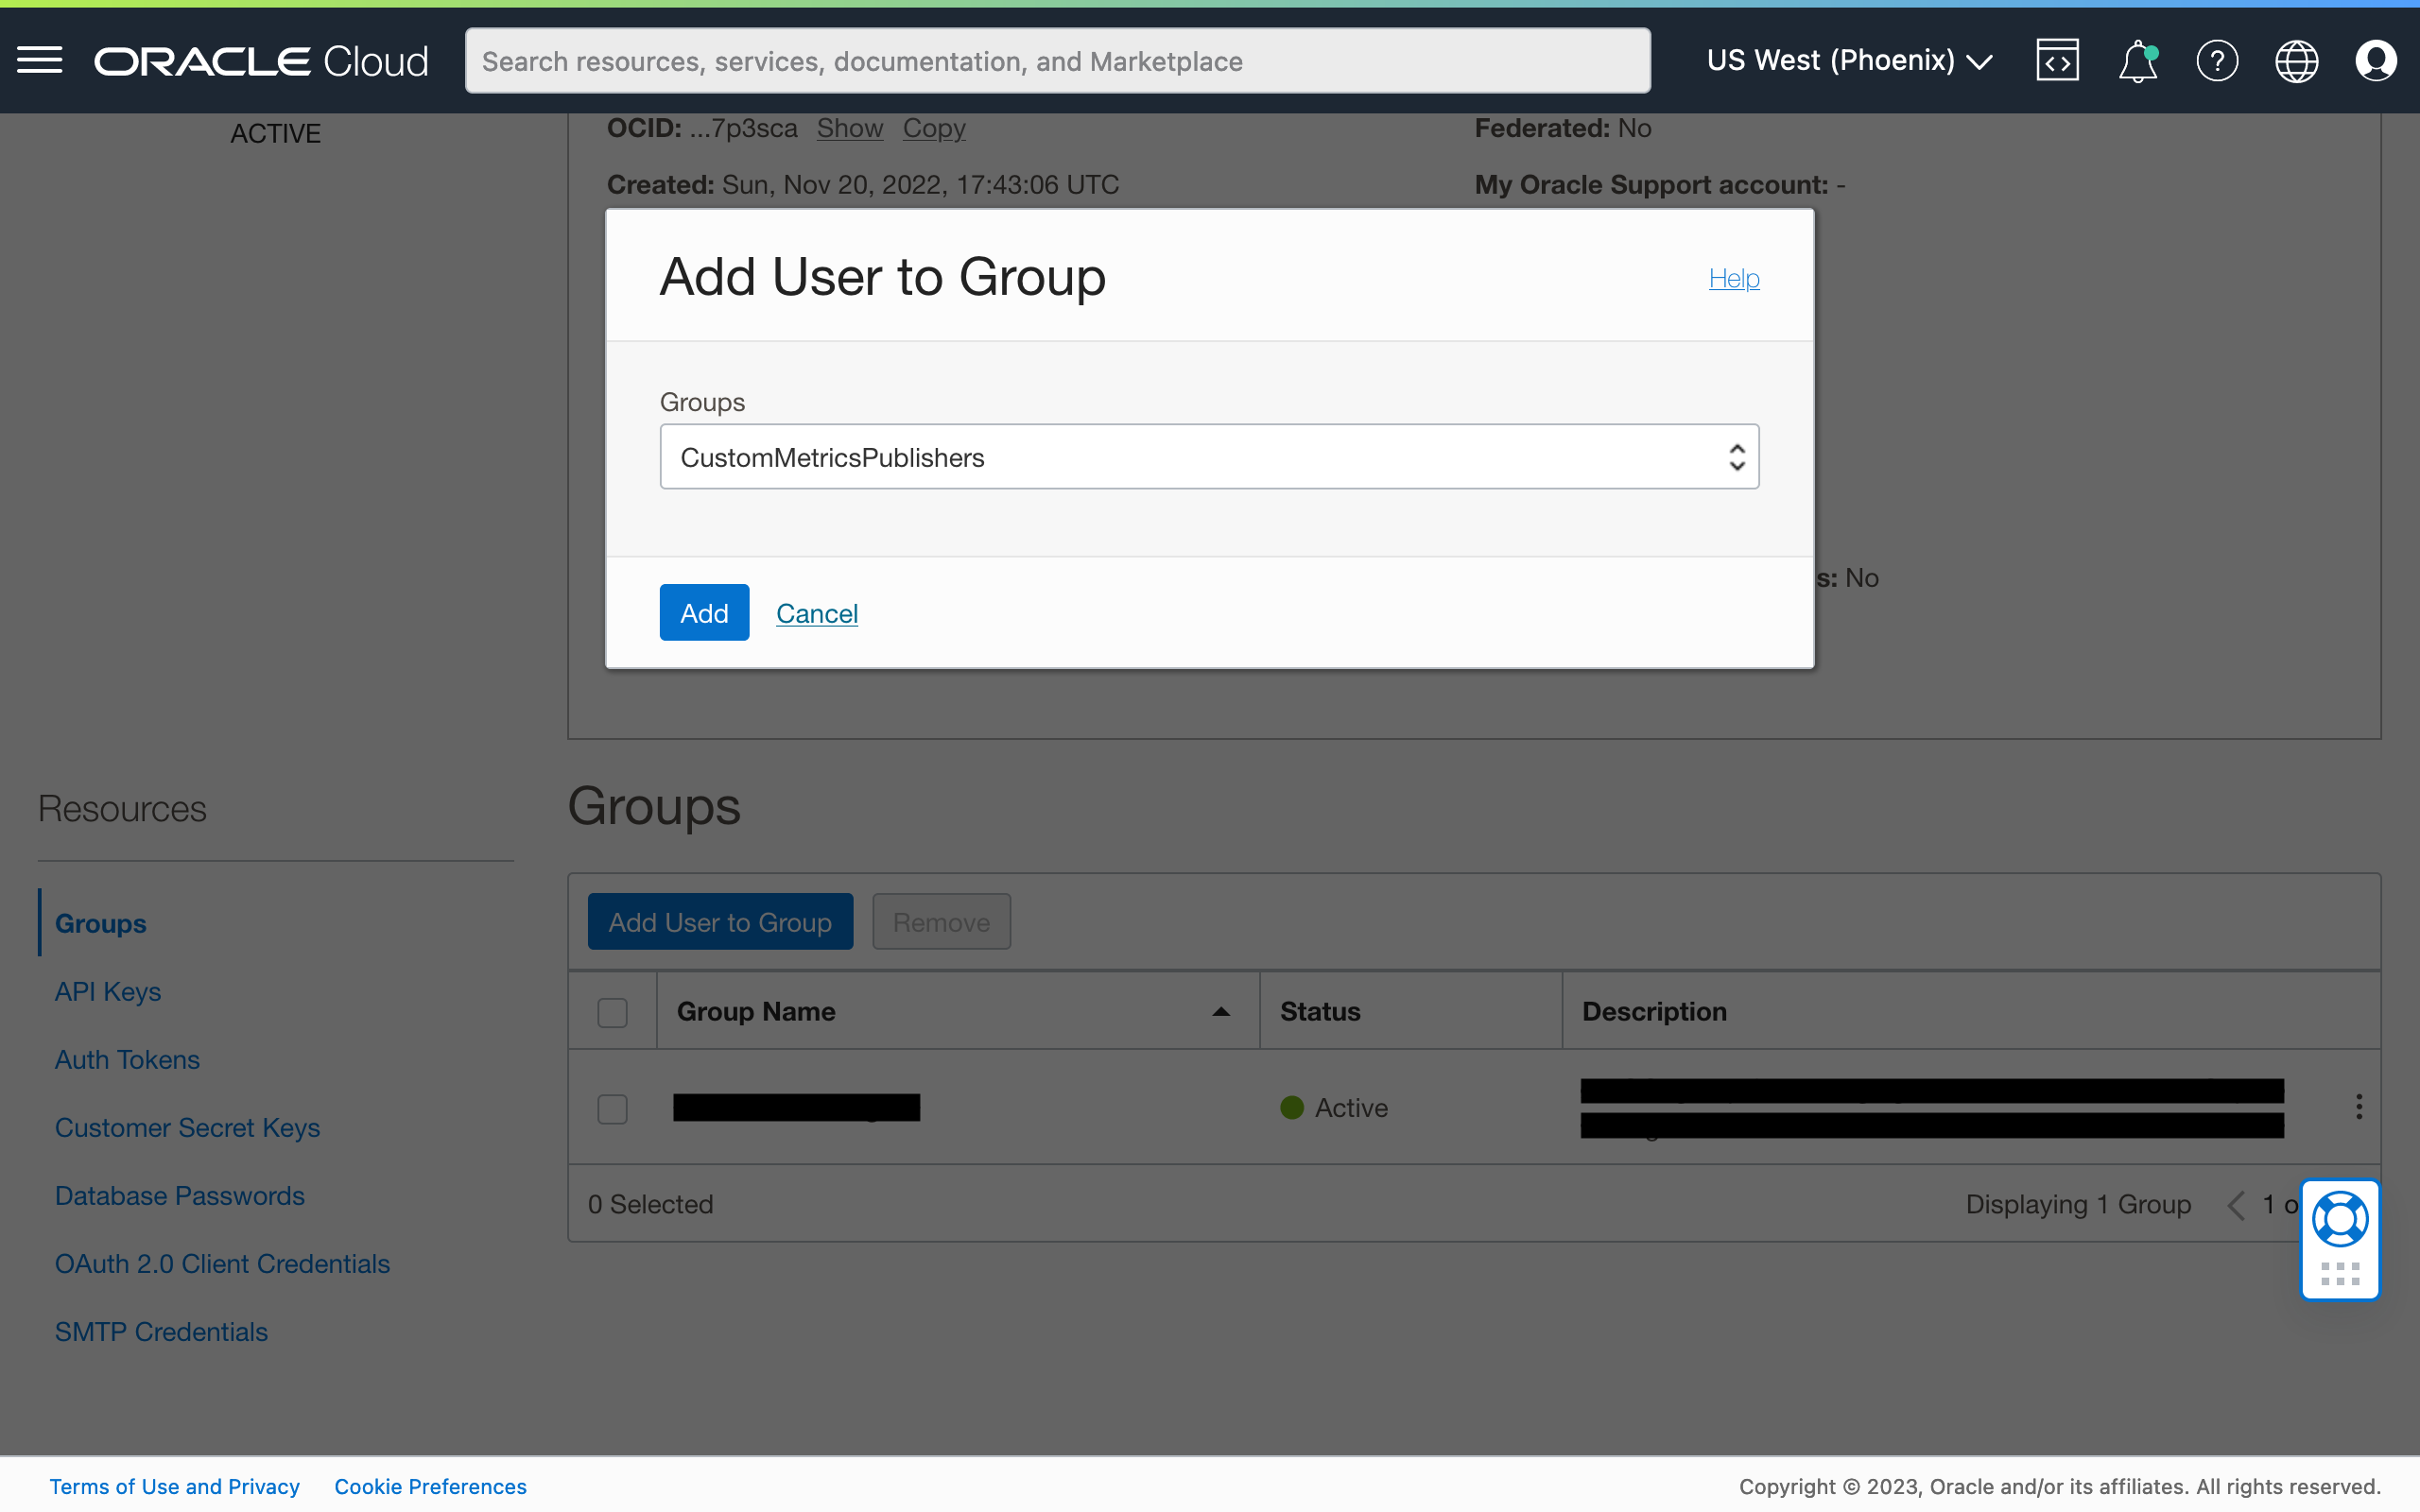 ORACLE Cloud
Search resources, services, documentation, and Marketplace
US West (Phoenix)
ACTIVE
OCID: ...7p3sca Show Copy
Federated: No
Created: Sun, Nov 20, 2022, 17:43:06 UTC
My Oracle Support account: -
Add User to Group
Help
Groups
CustomMetricsPublishers
s: No
Add Cancel
Resources
Groups
Groups
API Keys
Auth Tokens
Customer Secret Keys
Database Passwords
OAuth 2.0 Client Credentials
SMTP Credentials
Add User to Group Remove
Group Name Status Description
Active
0 Selected
Displaying 1 Group 1 o
Terms of Use and Privacy Cookie Preferences
Copyright © 2023, Oracle and/or its affiliates. All rights reserved.